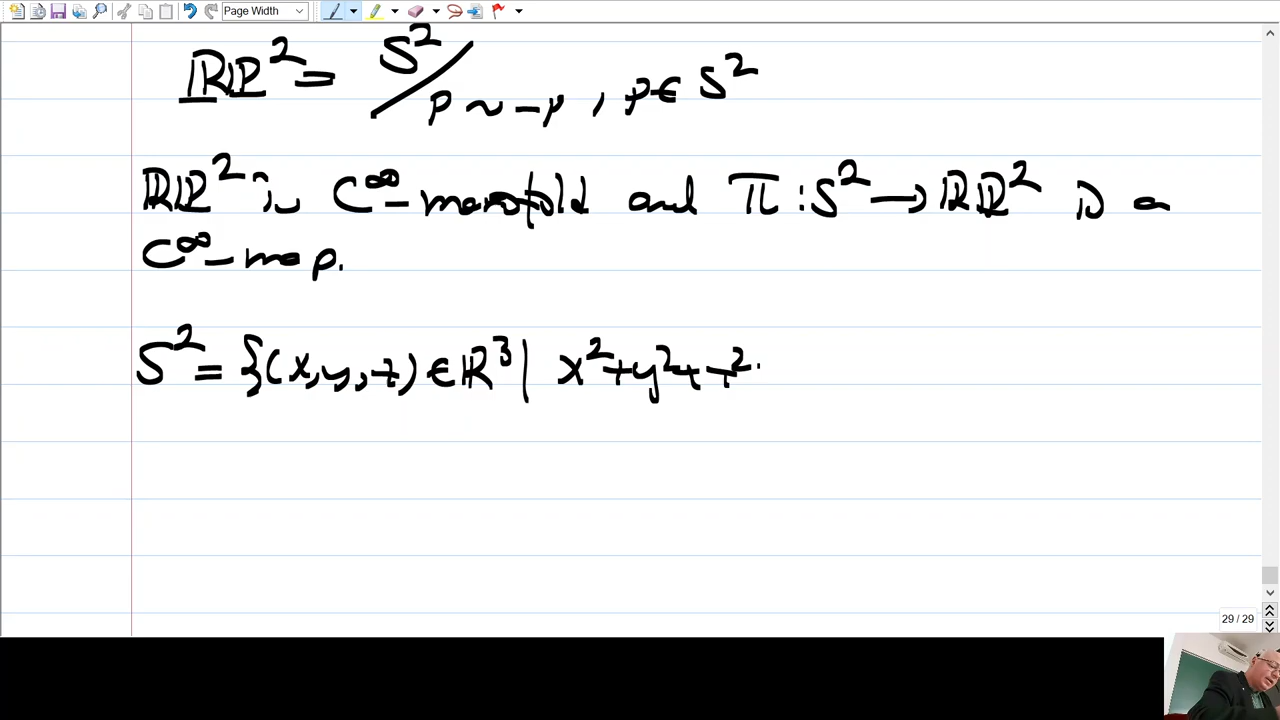 Page Width
ℝℙ² = S²/p ~ -p, p ∈ S²
ℝℙ² is C^∞-manifold and π : S² → ℝℙ² is a
C^∞-map.
S² = {(x,y,z) ∈ ℝ³ | x²+y²+z²
29 / 29